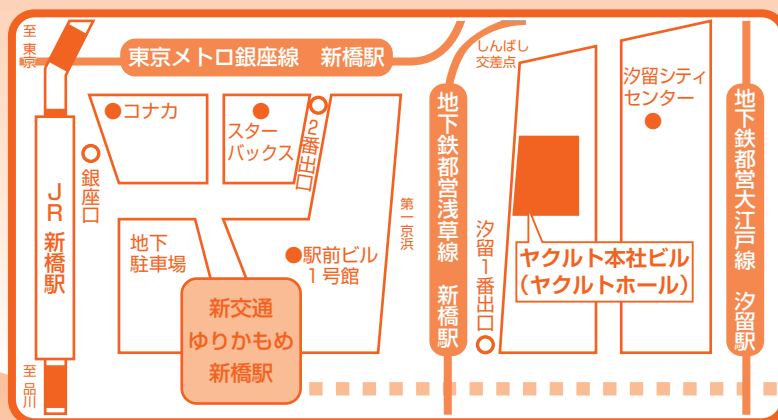 至
東
京
東京メトロ銀座線 新橋駅
しんばし
交差点
コナカ
スター
バックス
2番出口
銀座口
JR 新橋駅
地下
駐車場
駅前ビル
1号館
第一京浜
新交通
ゆりかもめ
新橋駅
至
品
川
地下鉄都営浅草線 新橋駅
汐留1番出口
ヤクルト本社ビル
(ヤクルトホール)
汐留シティ
センター
地下鉄都営大江戸線 汐留駅